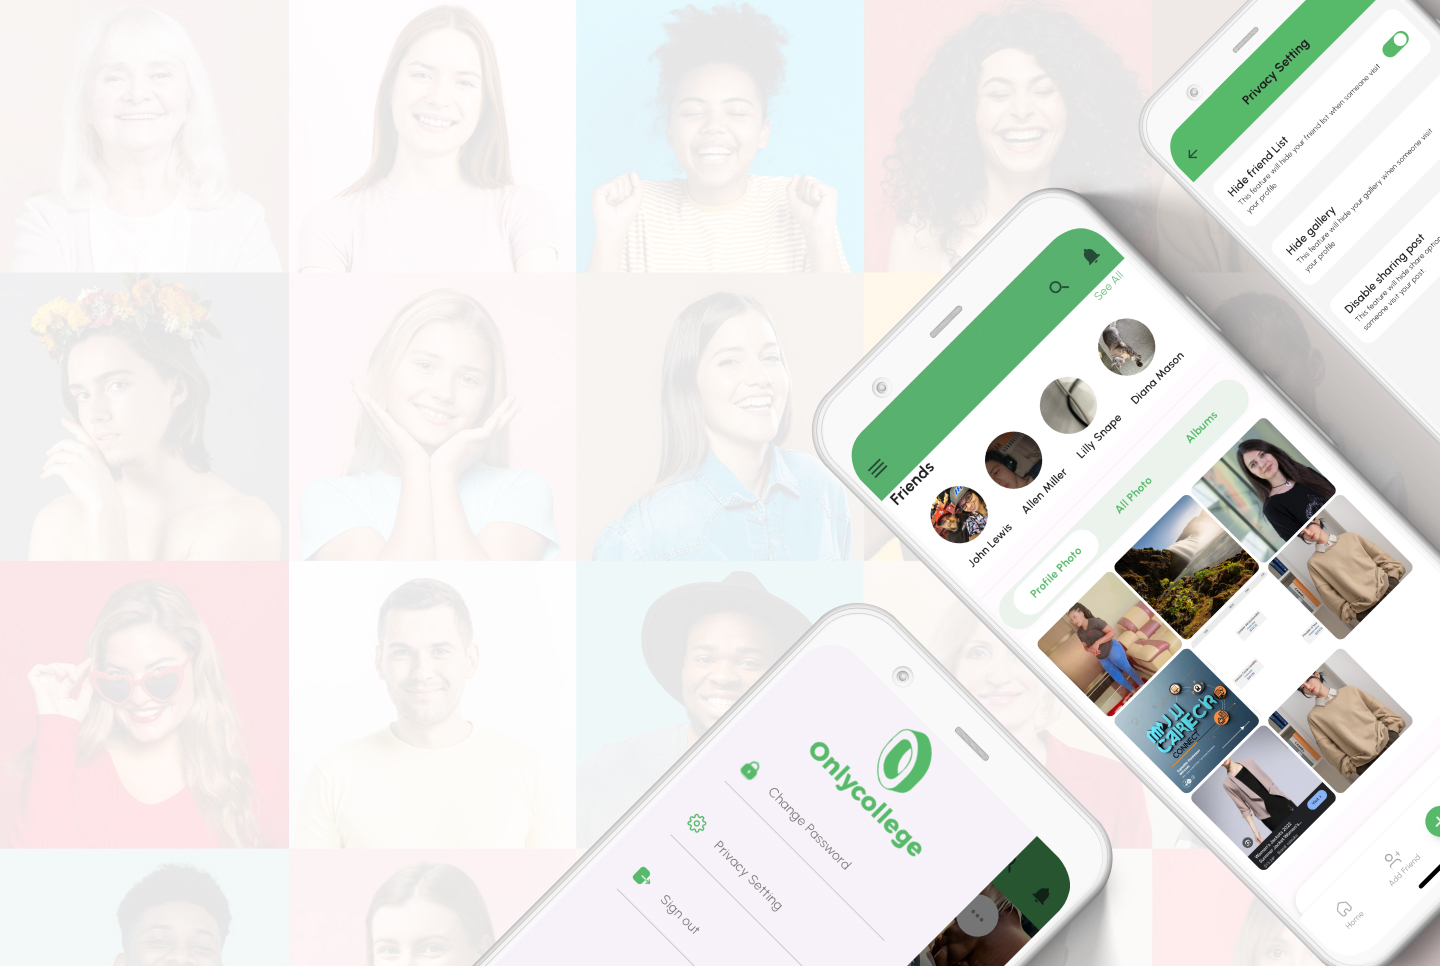 Privacy Setting
Hide friend List
This feature will hide your friend list when someone visit
your profile
Hide gallery
This feature will hide your gallery when someone visit
your profile
Disable sharing post
This feature will hide share option
someone visit your post
See All
Friends
John Lewis
Allen Miller
Lilly Snape
Diana Mason
Profile Photo
All Photo
Albums
CAREER
CONNECT
Women's Jackets 2022
Home
Add Friend
Onlycollege
Change Password
Privacy Setting
Sign out